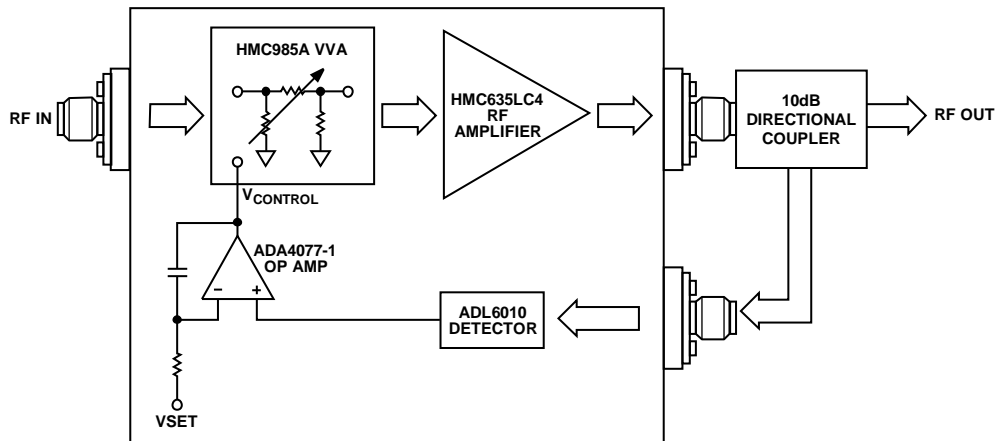 HMC985A VVA
RF IN
HMC635LC4
RF
AMPLIFIER
10dB
DIRECTIONAL
COUPLER
RF OUT
VCONTROL
ADA4077-1
OP AMP
–
+
ADL6010
DETECTOR
VSET